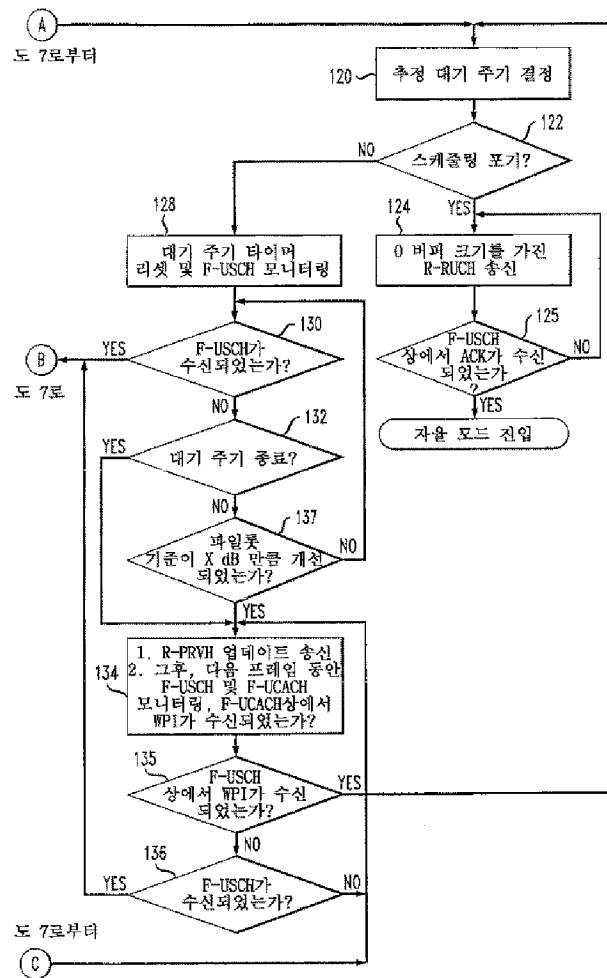 A
도 7로부터
120
추정 대기 주기 결정
122
스케줄링 포기?
NO
YES
128
대기 주기 타이머
리셋 및 F-USCH 모니터링
124
0 버퍼 크기를 가진
R-RUCH 송신
130
F-USCH가
수신되었는가?
YES
NO
B
도 7로
125
F-USCH
상에서 ACK가 수신
되었는가
?
NO
YES
자율 모드 진입
132
대기 주기 종료?
YES
NO
137
파일롯
기준이 X dB 만큼 개선
되었는가?
NO
YES
134
1. R-PRVH 업데이트 송신
2. 그후, 다음 프레임 동안
F-USCH 및 F-UCACH
모니터링, F-UCACH상에서
WPI가 수신되었는가?
135
F-USCH
상에서 WPI가 수신
되었는가?
YES
NO
136
F-USCH가
수신되었는가?
YES
NO
도 7로부터
C